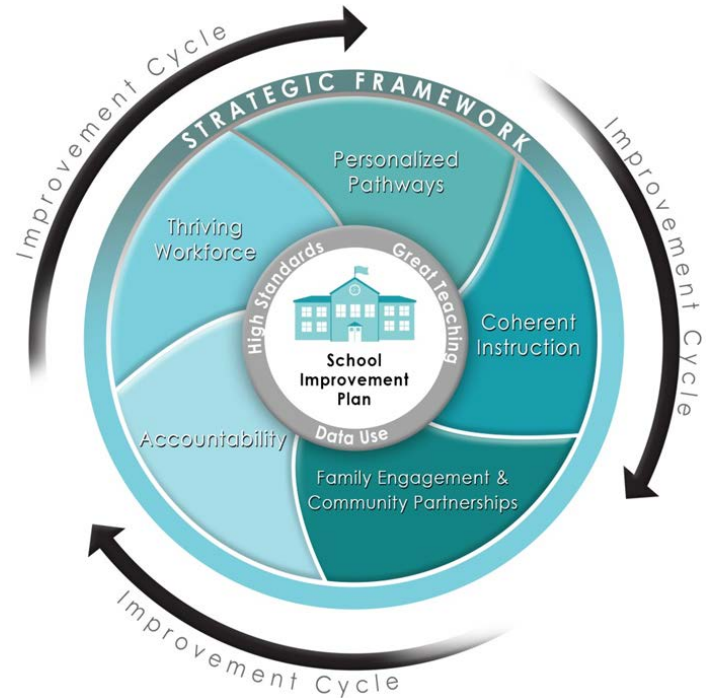 Improvement Cycle
Improvement Cycle
STRATEGIC FRAMEWORK
Personalized
Pathways
Thriving
Workforce
High Standards
Great Teaching
Coherent
Instruction
School
Improvement
Plan
Data Use
Accountability
Family Engagement &
Community Partnerships
Improvement Cycle